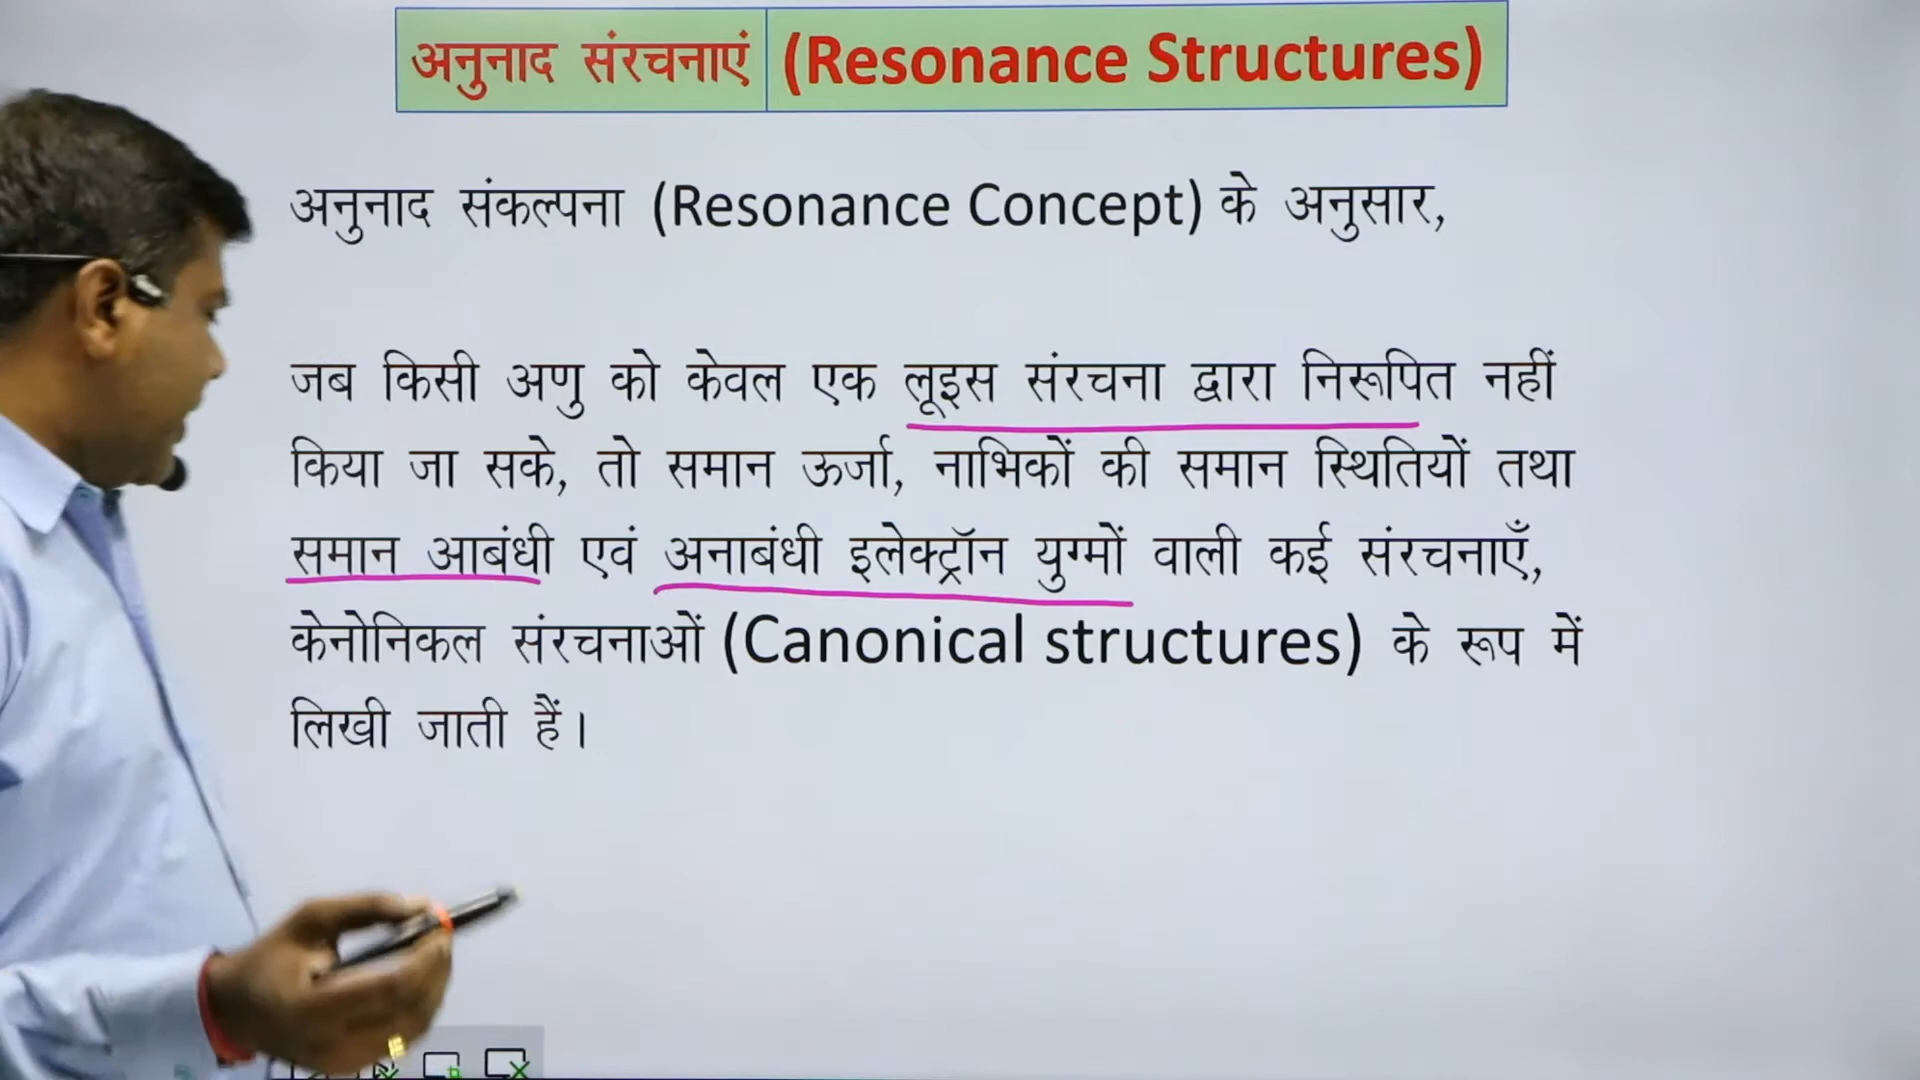 अनुनाद संरचनाएं (Resonance Structures)
अनुनाद संकल्पना (Resonance Concept) के अनुसार,
जब किसी अणु को केवल एक लूइस संरचना द्वारा निरूपित नहीं
किया जा सके, तो समान ऊर्जा, नाभिकों की समान स्थितियों तथा
समान आबंधी एवं अनाबंधी इलेक्ट्रॉन युग्मों वाली कई संरचनाएँ,
केनोनिकल संरचनाओं (Canonical structures) के रूप में
लिखी जाती हैं।